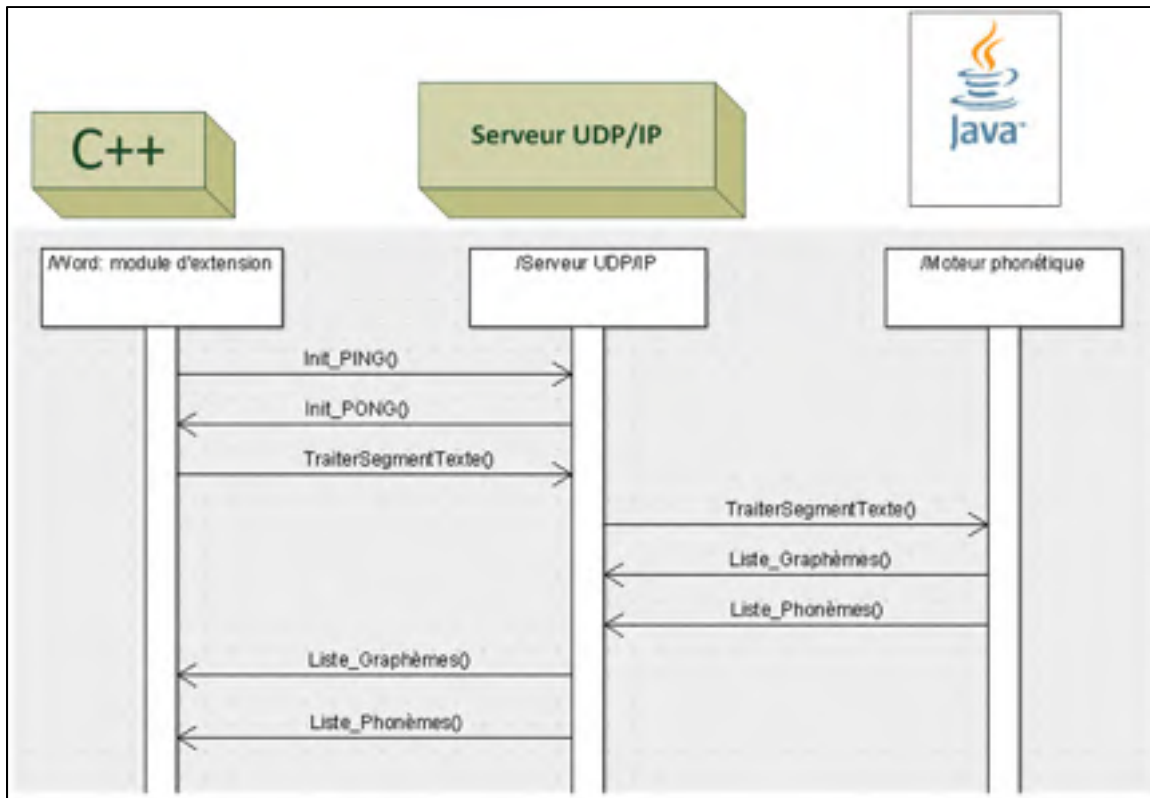 C++
Serveur UDP/IP
Java
/Word: module d'extension
/Serveur UDP/IP
/Moteur phonétique
Init_PING()
Init_PONG()
TraiterSegmentTexte()
TraiterSegmentTexte()
Liste_Graphèmes()
Liste_Phonèmes()
Liste_Graphèmes()
Liste_Phonèmes()